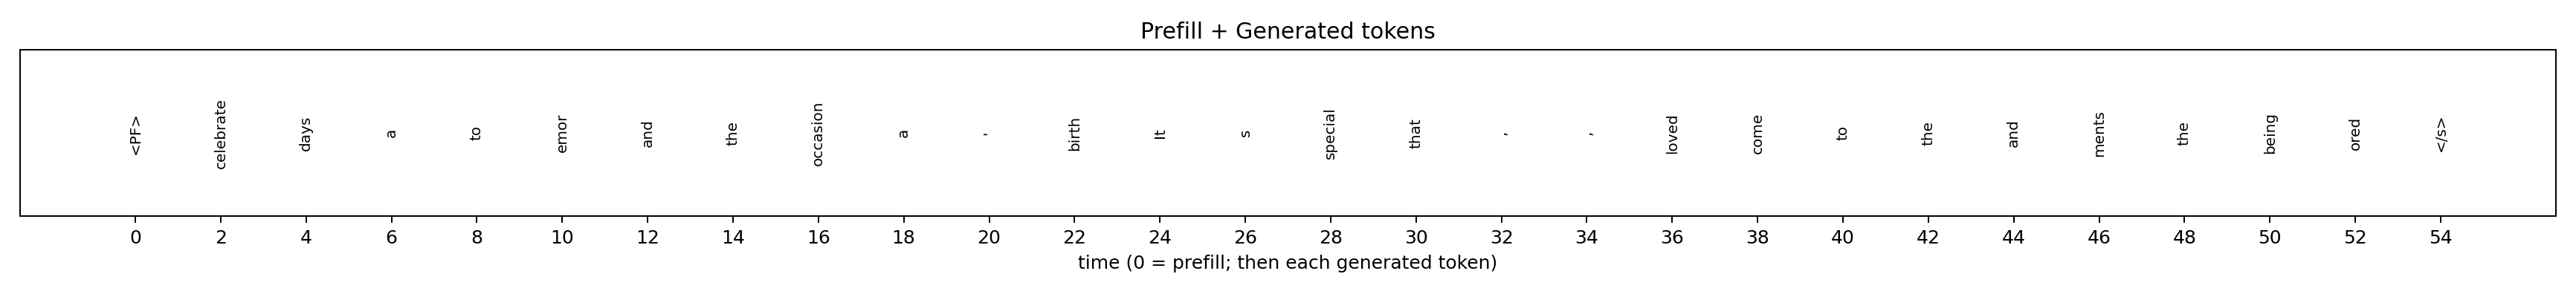 Prefill + Generated tokens
<PF> celebrate days a to emor and the occasion a - birth It s special that , , loved come to the and ments the being ored </s>
0 2 4 6 8 10 12 14 16 18 20 22 24 26 28 30 32 34 36 38 40 42 44 46 48 50 52 54
time (0 = prefill; then each generated token)